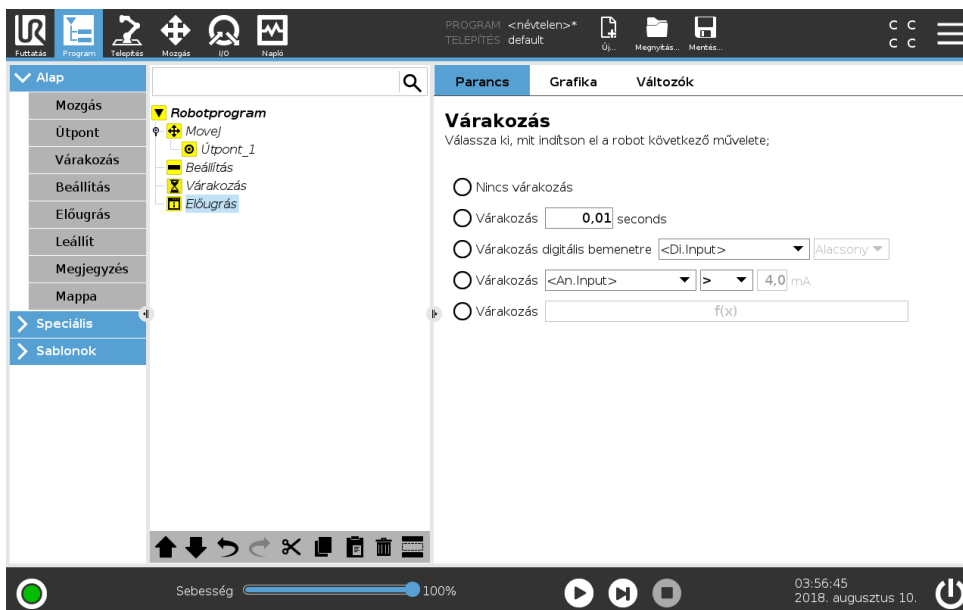 UR
Futtatás
Program
Telepítés
Mozgás
I/O
Napló
PROGRAM <névtelen>*
TELEPÍTÉS default
Új...
Megnyitás...
Mentés...
C C
C C
Alap
Mozgás
Útpont
Várakozás
Beállítás
Előugrás
Leállít
Megjegyzés
Mappa
Speciális
Sablonok
Robotprogram
MoveJ
Útpont_1
Beállítás
Várakozás
Előugrás
Parancs
Grafika
Változók
Várakozás
Válassza ki, mit indítson el a robot következő művelete;
Nincs várakozás
Várakozás 0,01 seconds
Várakozás digitális bemenetre <Di.Input> Alacsony
Várakozás <An.Input> > 4,0 mA
Várakozás f(x)
Sebesség 100%
03:56:45
2018. augusztus 10.